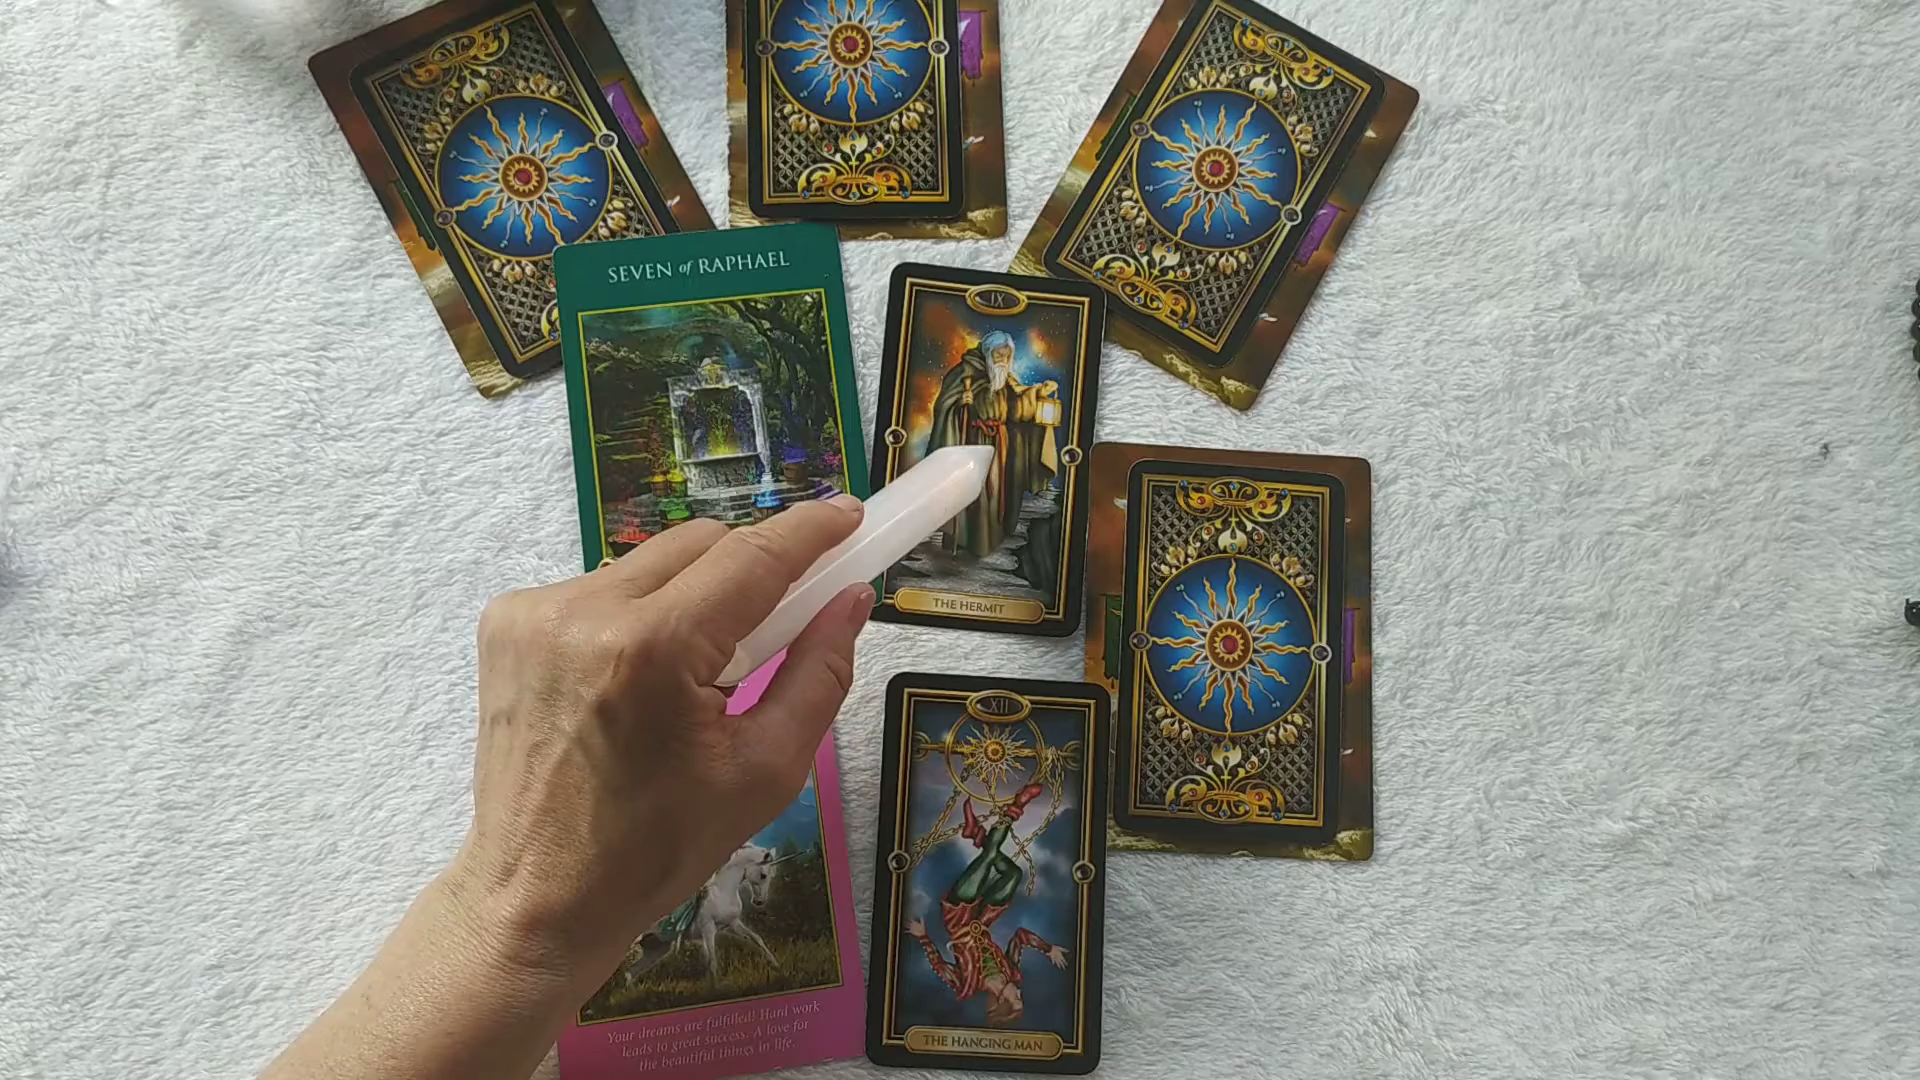 SEVEN of RAPHAEL
IX
THE HERMIT
XII
THE HANGING MAN
Your dreams are fulfilled! Hard work
leads to great success. A love for
the beautiful things in life.